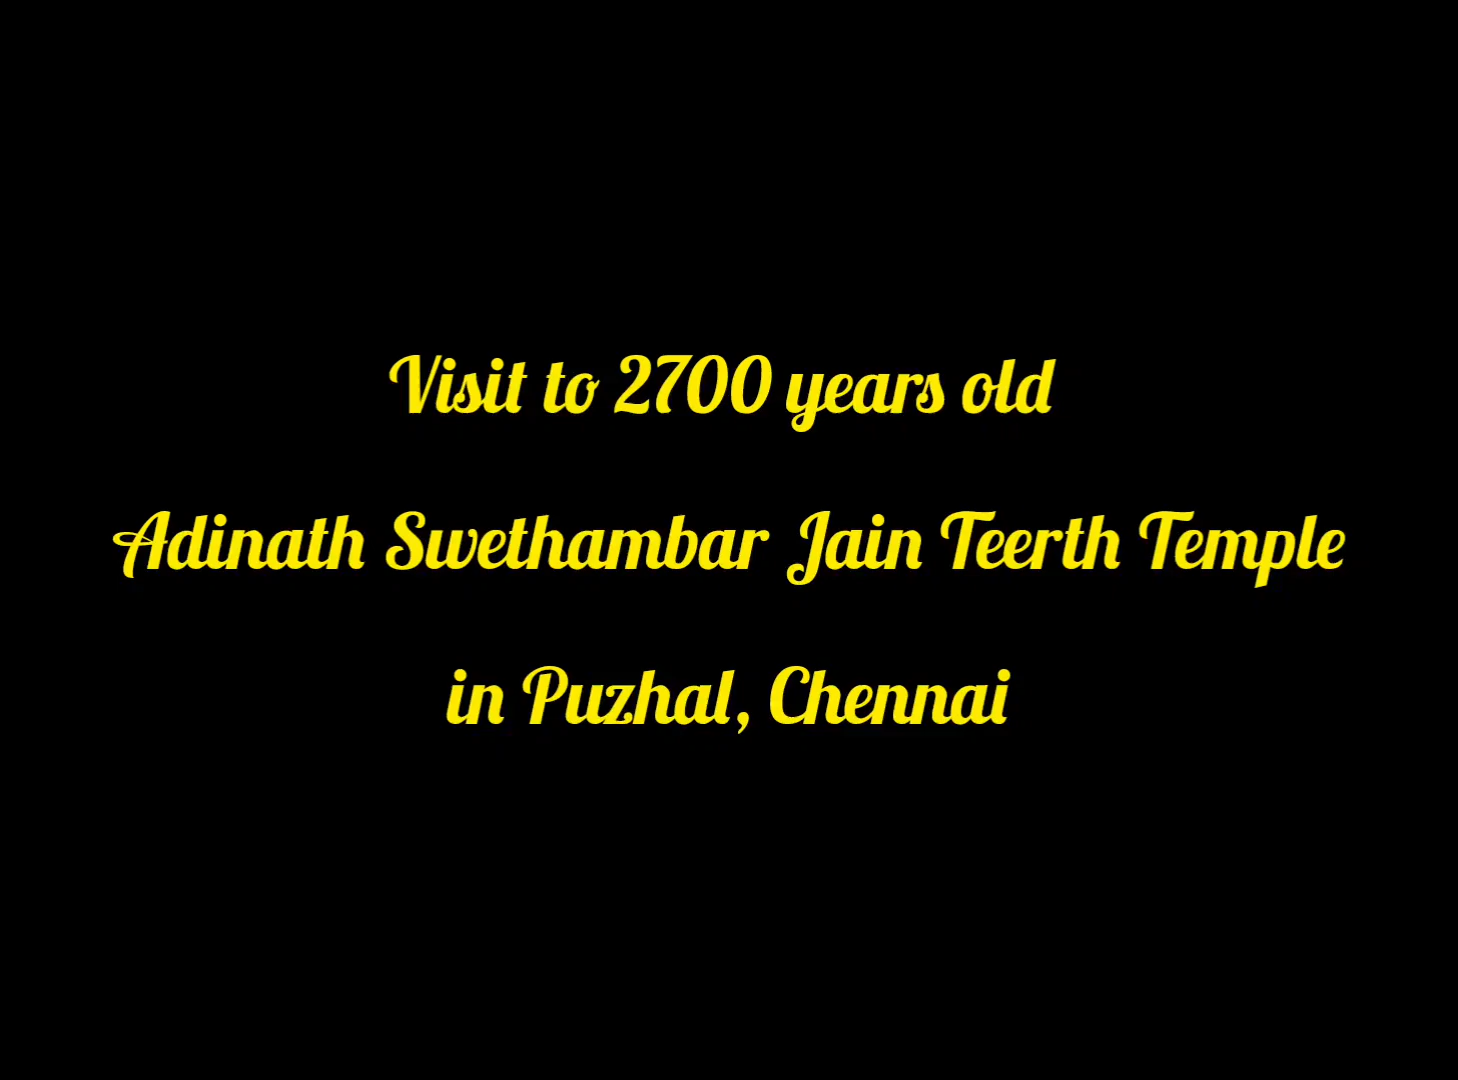 Visit to 2700 years old
Adinath Swethambar Jain Teerth Temple
in Puzhal, Chennai